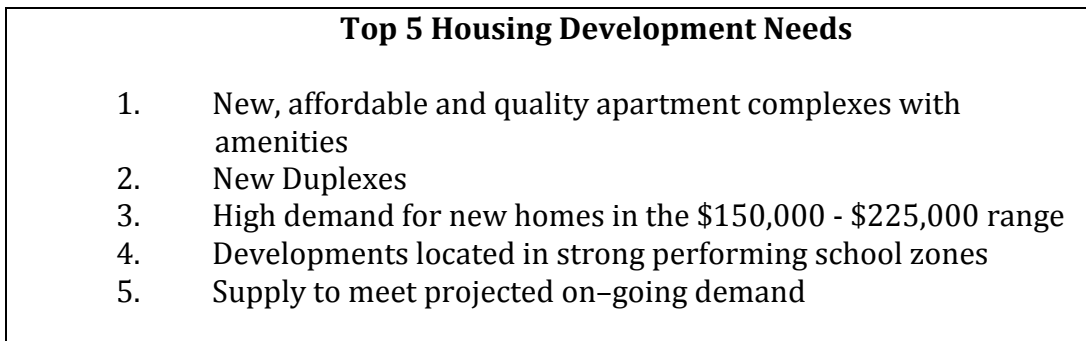 Top 5 Housing Development Needs
1. New, affordable and quality apartment complexes with
amenities
2. New Duplexes
3. High demand for new homes in the $150,000 - $225,000 range
4. Developments located in strong performing school zones
5. Supply to meet projected on–going demand